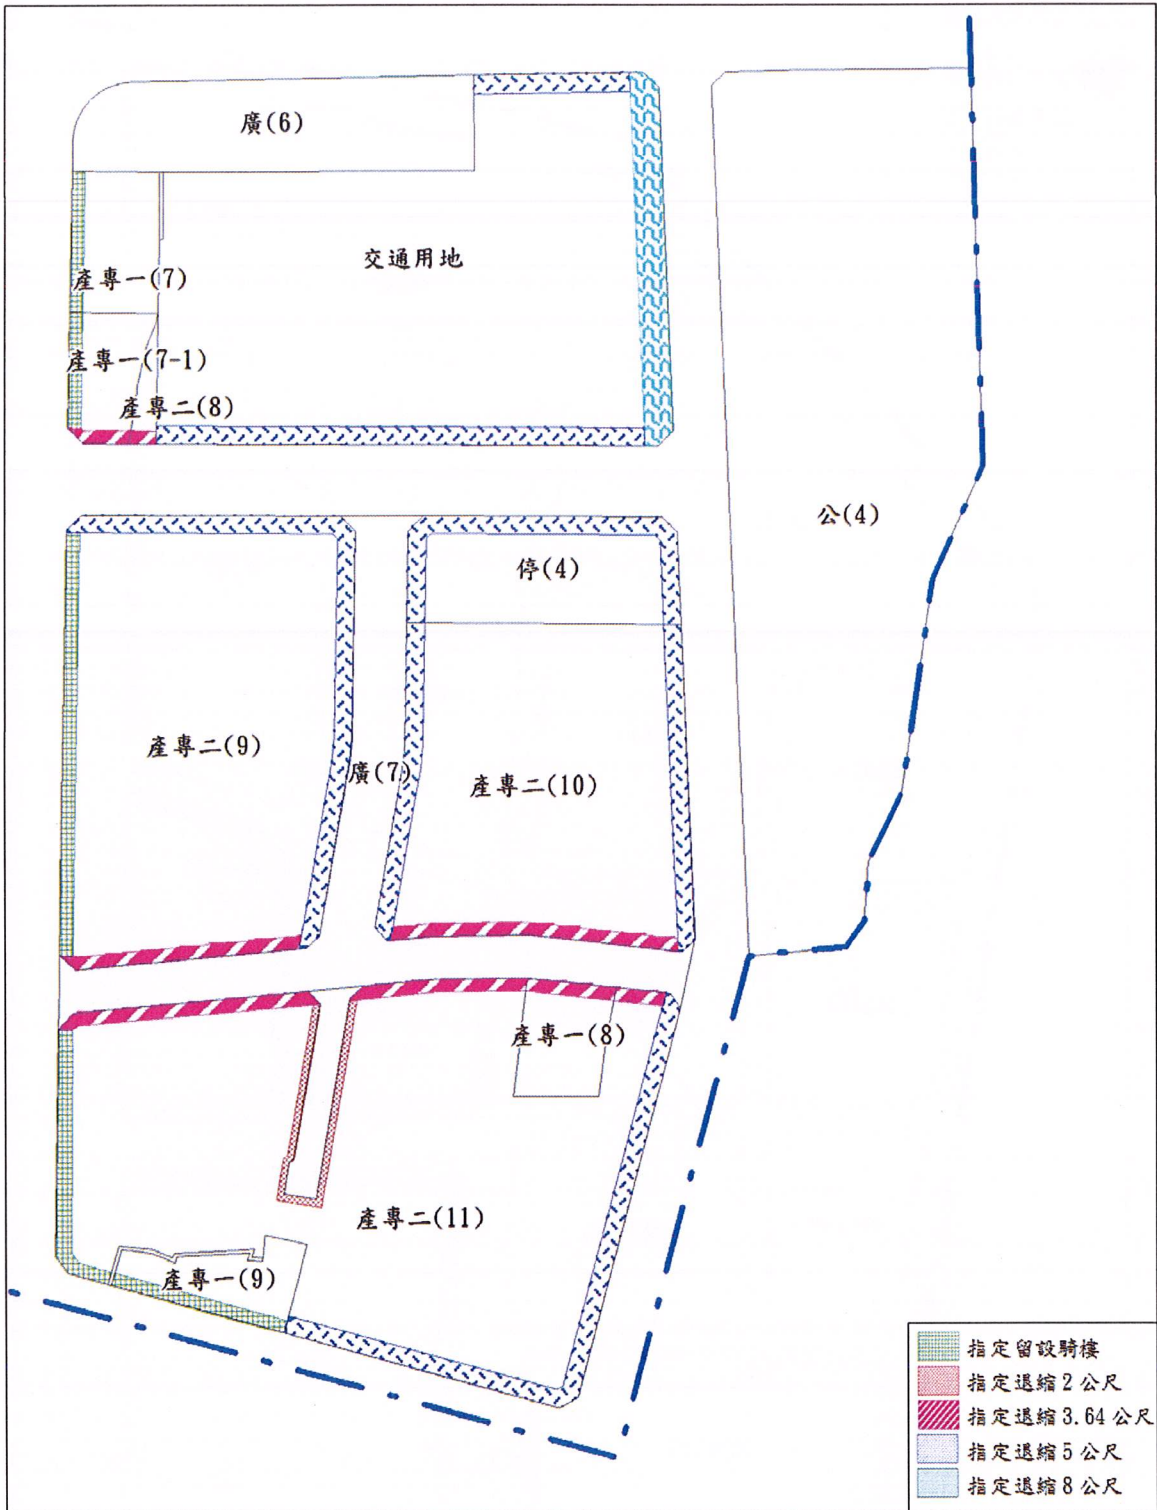 廣(6)
交通用地
產專一(7)
產專一(7-1)
產專二(8)
公(4)
停(4)
產專二(9)
廣(7)
產專二(10)
產專一(8)
產專二(11)
產專一(9)
指定留設騎樓
指定退縮2公尺
指定退縮3.64公尺
指定退縮5公尺
指定退縮8公尺